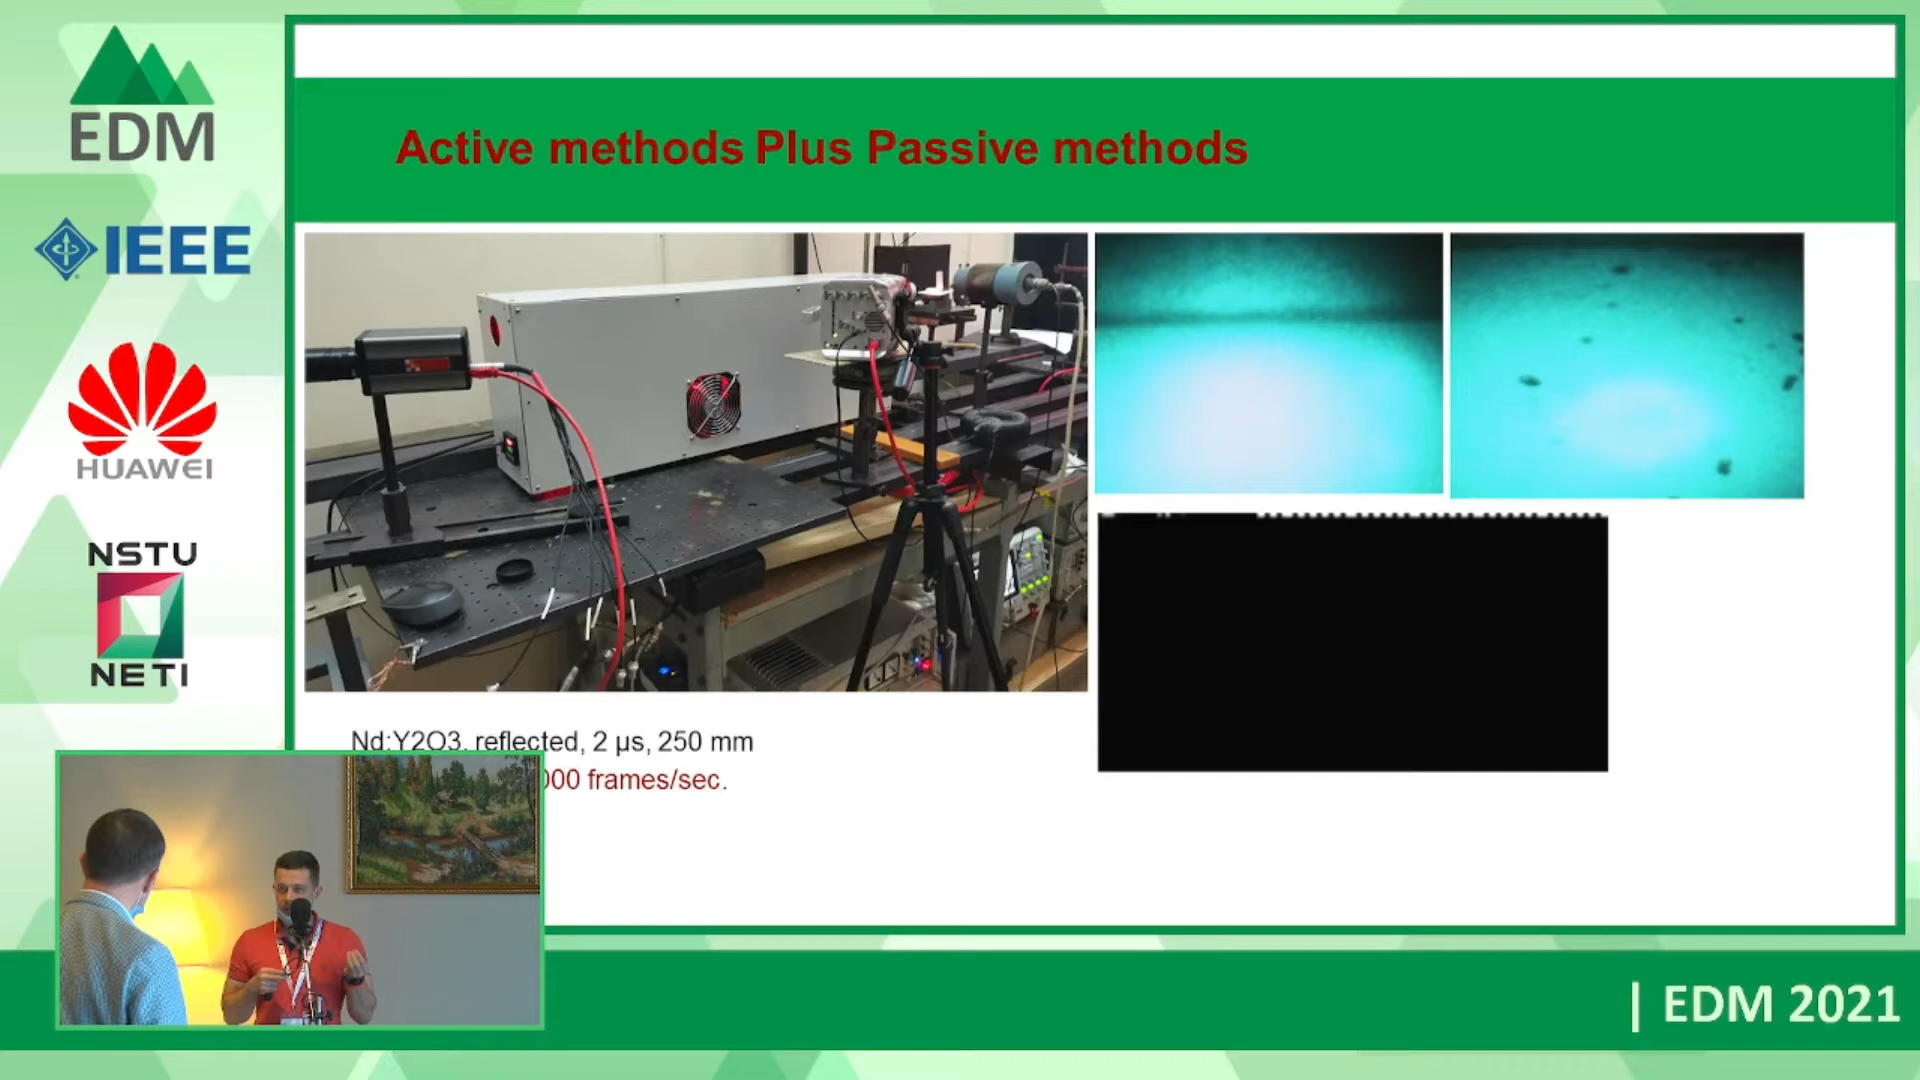 EDM
IEEE
HUAWEI
NSTU
NETI
Active methods Plus Passive methods
Nd:Y2O3, reflected, 2 µs, 250 mm
000 frames/sec.
| EDM 2021